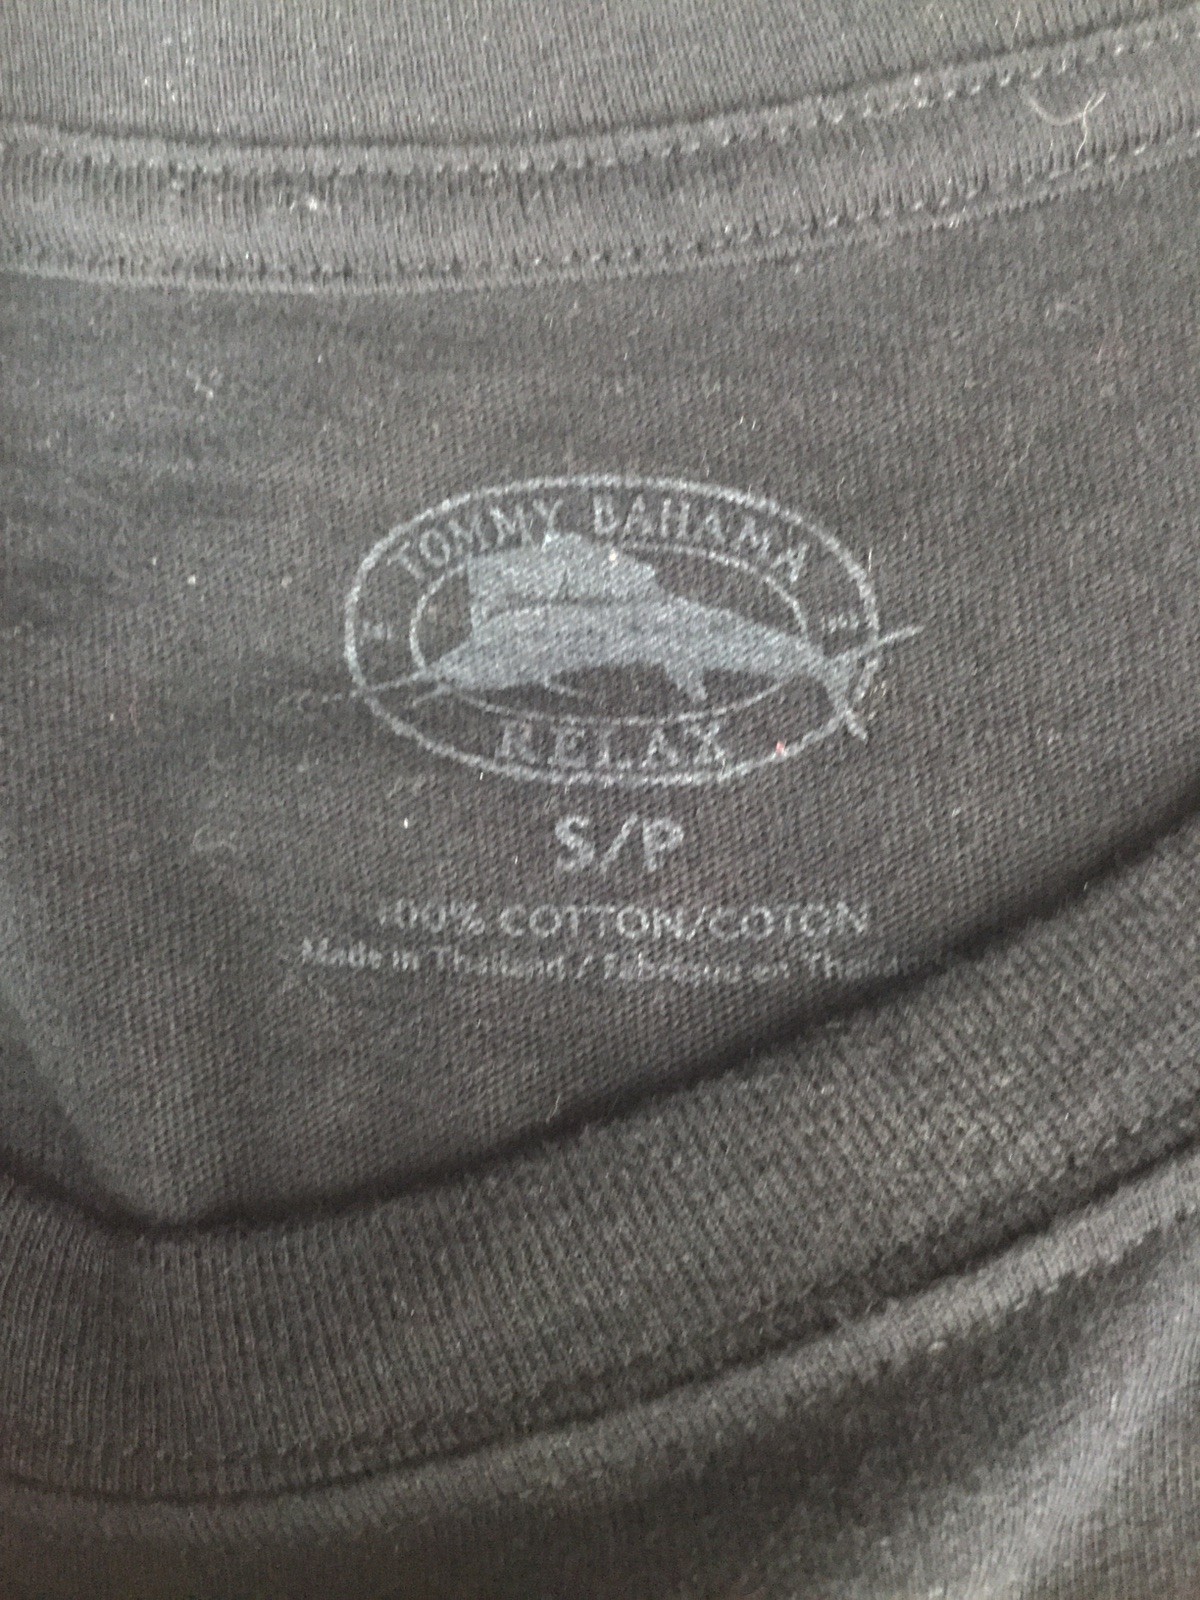 TOMMY BAHAMA
RELAX
S/P
100% COTTON/COTON
Made in Thailand / Fabriqué en